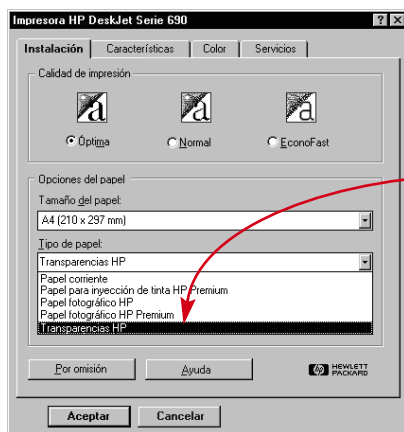 Impresora HP DeskJet Serie 690
Instalación Características Color Servicios
Calidad de impresión
Óptima Normal EconoFast
Opciones del papel
Tamaño del papel:
A4 (210 x 297 mm)
Tipo de papel:
Transparencias HP
Papel corriente
Papel para inyección de tinta HP Premium
Papel fotográfico HP
Papel fotográfico HP Premium
Transparencias HP
Por omisión Ayuda hp HEWLETT
PACKARD
Aceptar Cancelar